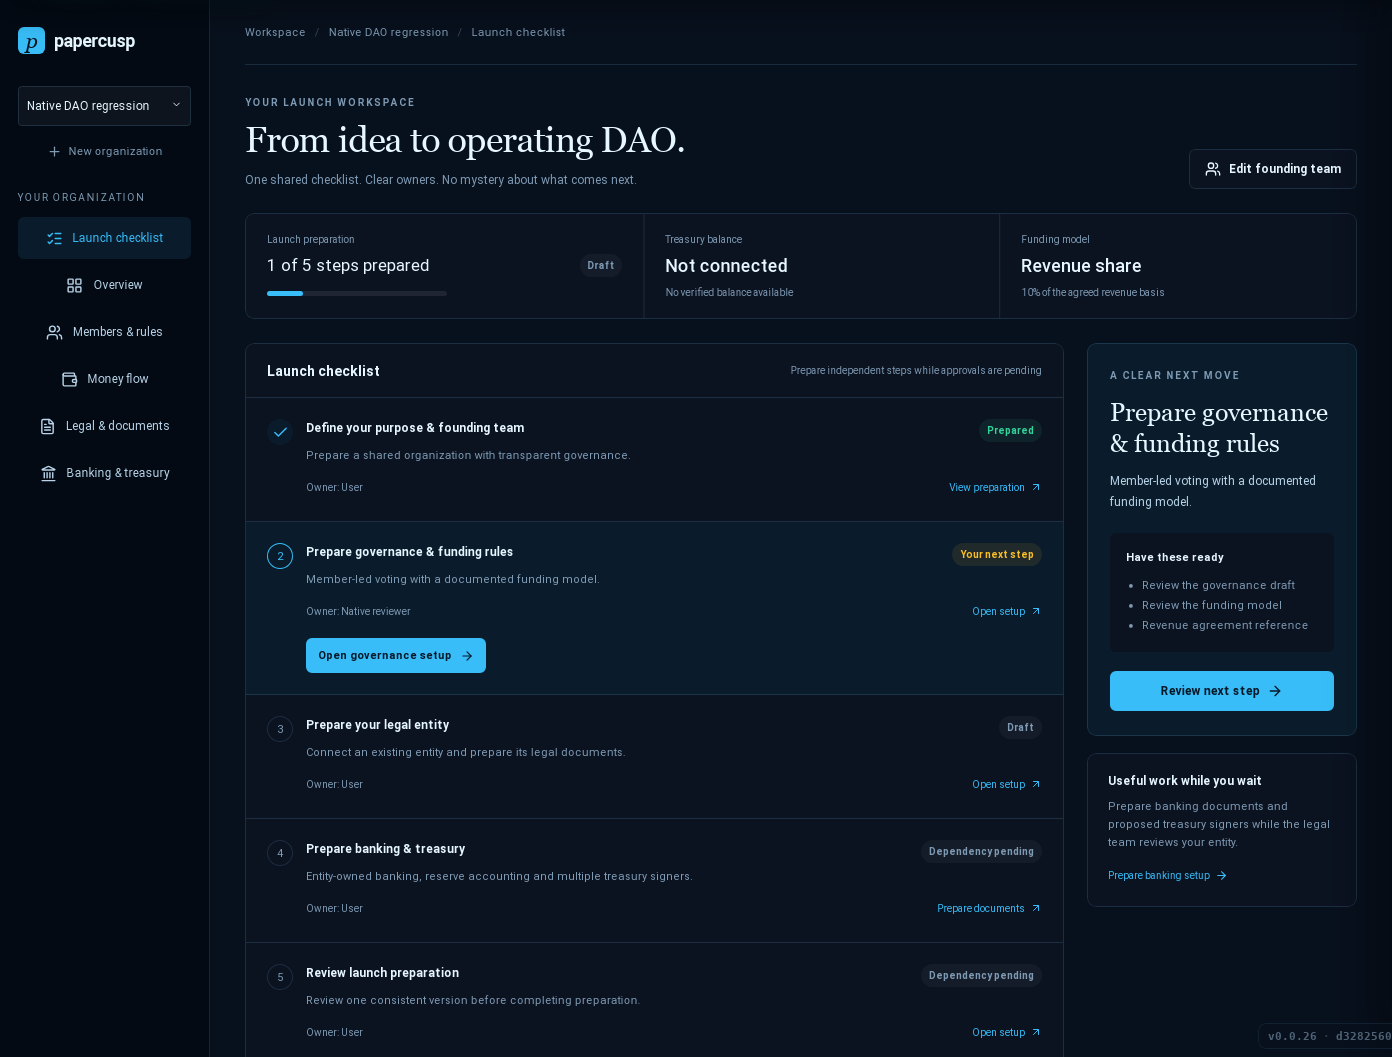 p papercusp
Native DAO regression
New organization
YOUR ORGANIZATION
Launch checklist
Overview
Members & rules
Money flow
Legal & documents
Banking & treasury
Workspace / Native DAO regression / Launch checklist
YOUR LAUNCH WORKSPACE
From idea to operating DAO.
One shared checklist. Clear owners. No mystery about what comes next.
Edit founding team
Launch preparation
1 of 5 steps prepared
Draft
Treasury balance
Not connected
No verified balance available
Funding model
Revenue share
10% of the agreed revenue basis
Launch checklist
Prepare independent steps while approvals are pending
Define your purpose & founding team
Prepared
Prepare a shared organization with transparent governance.
Owner: User
View preparation
2
Prepare governance & funding rules
Your next step
Member-led voting with a documented funding model.
Owner: Native reviewer
Open setup
Open governance setup
3
Prepare your legal entity
Draft
Connect an existing entity and prepare its legal documents.
Owner: User
Open setup
4
Prepare banking & treasury
Dependency pending
Entity-owned banking, reserve accounting and multiple treasury signers.
Owner: User
Prepare documents
5
Review launch preparation
Dependency pending
Review one consistent version before completing preparation.
Owner: User
Open setup
A CLEAR NEXT MOVE
Prepare governance
& funding rules
Member-led voting with a documented
funding model.
Have these ready
• Review the governance draft
• Review the funding model
• Revenue agreement reference
Review next step
Useful work while you wait
Prepare banking documents and
proposed treasury signers while the legal
team reviews your entity.
Prepare banking setup
v0.0.26 · d3282560